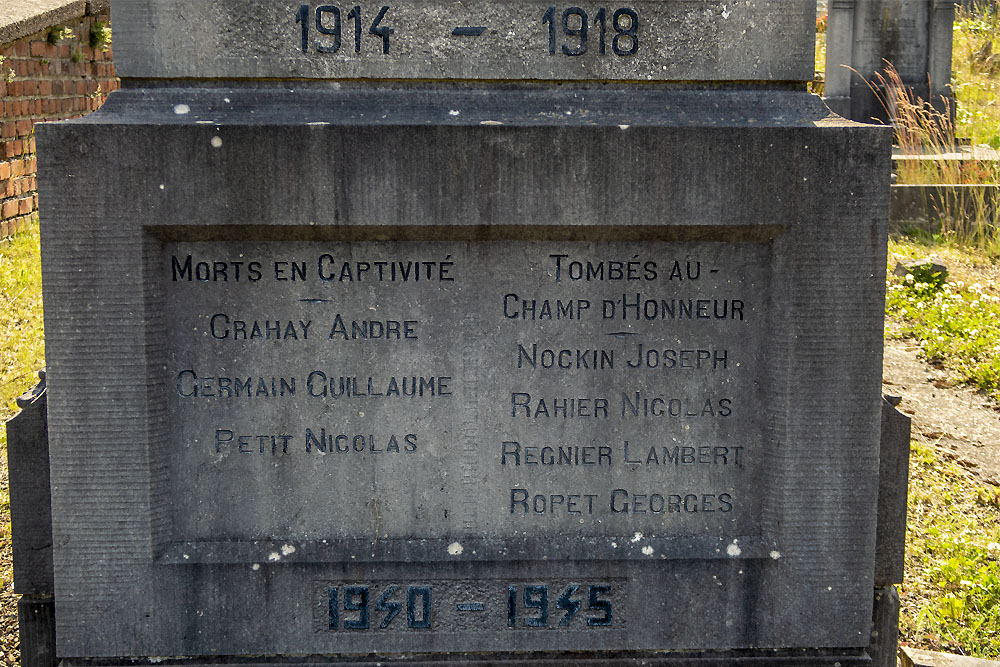 1914 - 1918
MORTS EN CAPTIVITÉ
CRAHAY ANDRE
GERMAIN GUILLAUME
PETIT NICOLAS
TOMBÉS AU -
CHAMP D'HONNEUR
NOCKIN JOSEPH
RAHIER NICOLAS
REGNIER LAMBERT
ROPET GEORGES
1940 - 1945